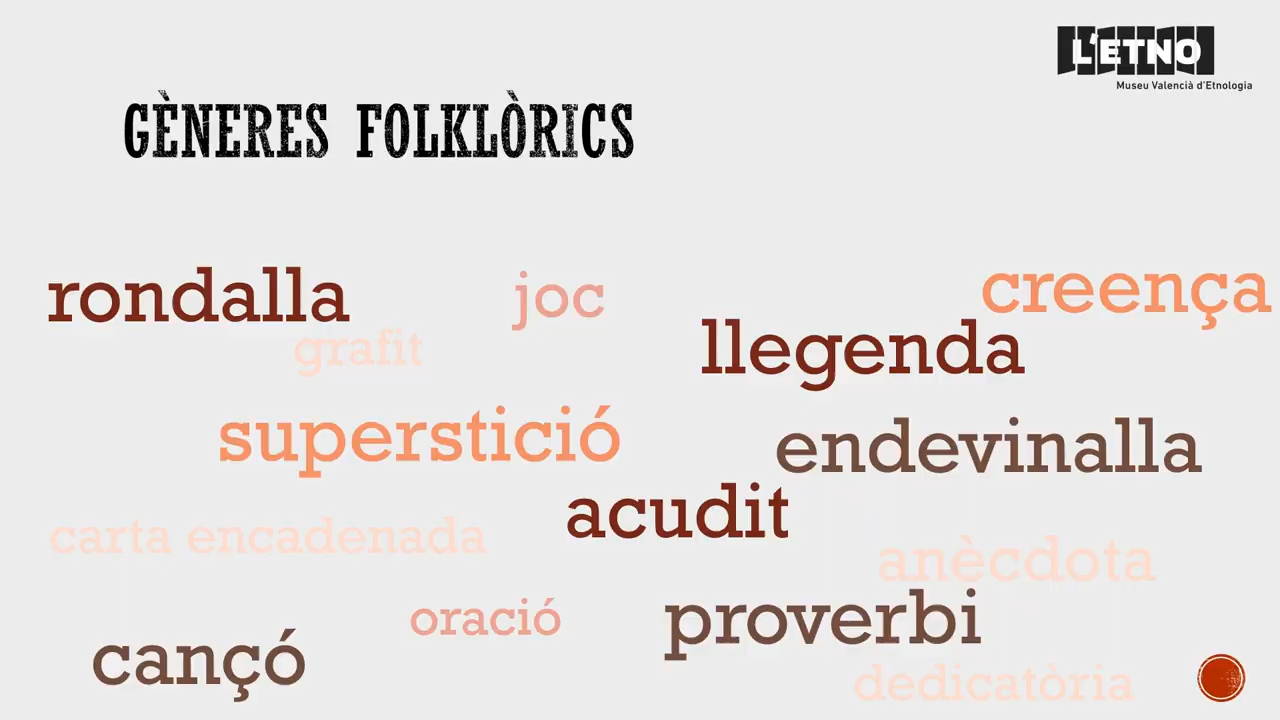 L'ETNO
Museu Valencià d'Etnologia
GÈNERES FOLKLÒRICS
rondalla
joc
creença
grafit
llegenda
superstició
endevinalla
acudit
carta encadenada
anècdota
oració
proverbi
cançó
dedicatòria